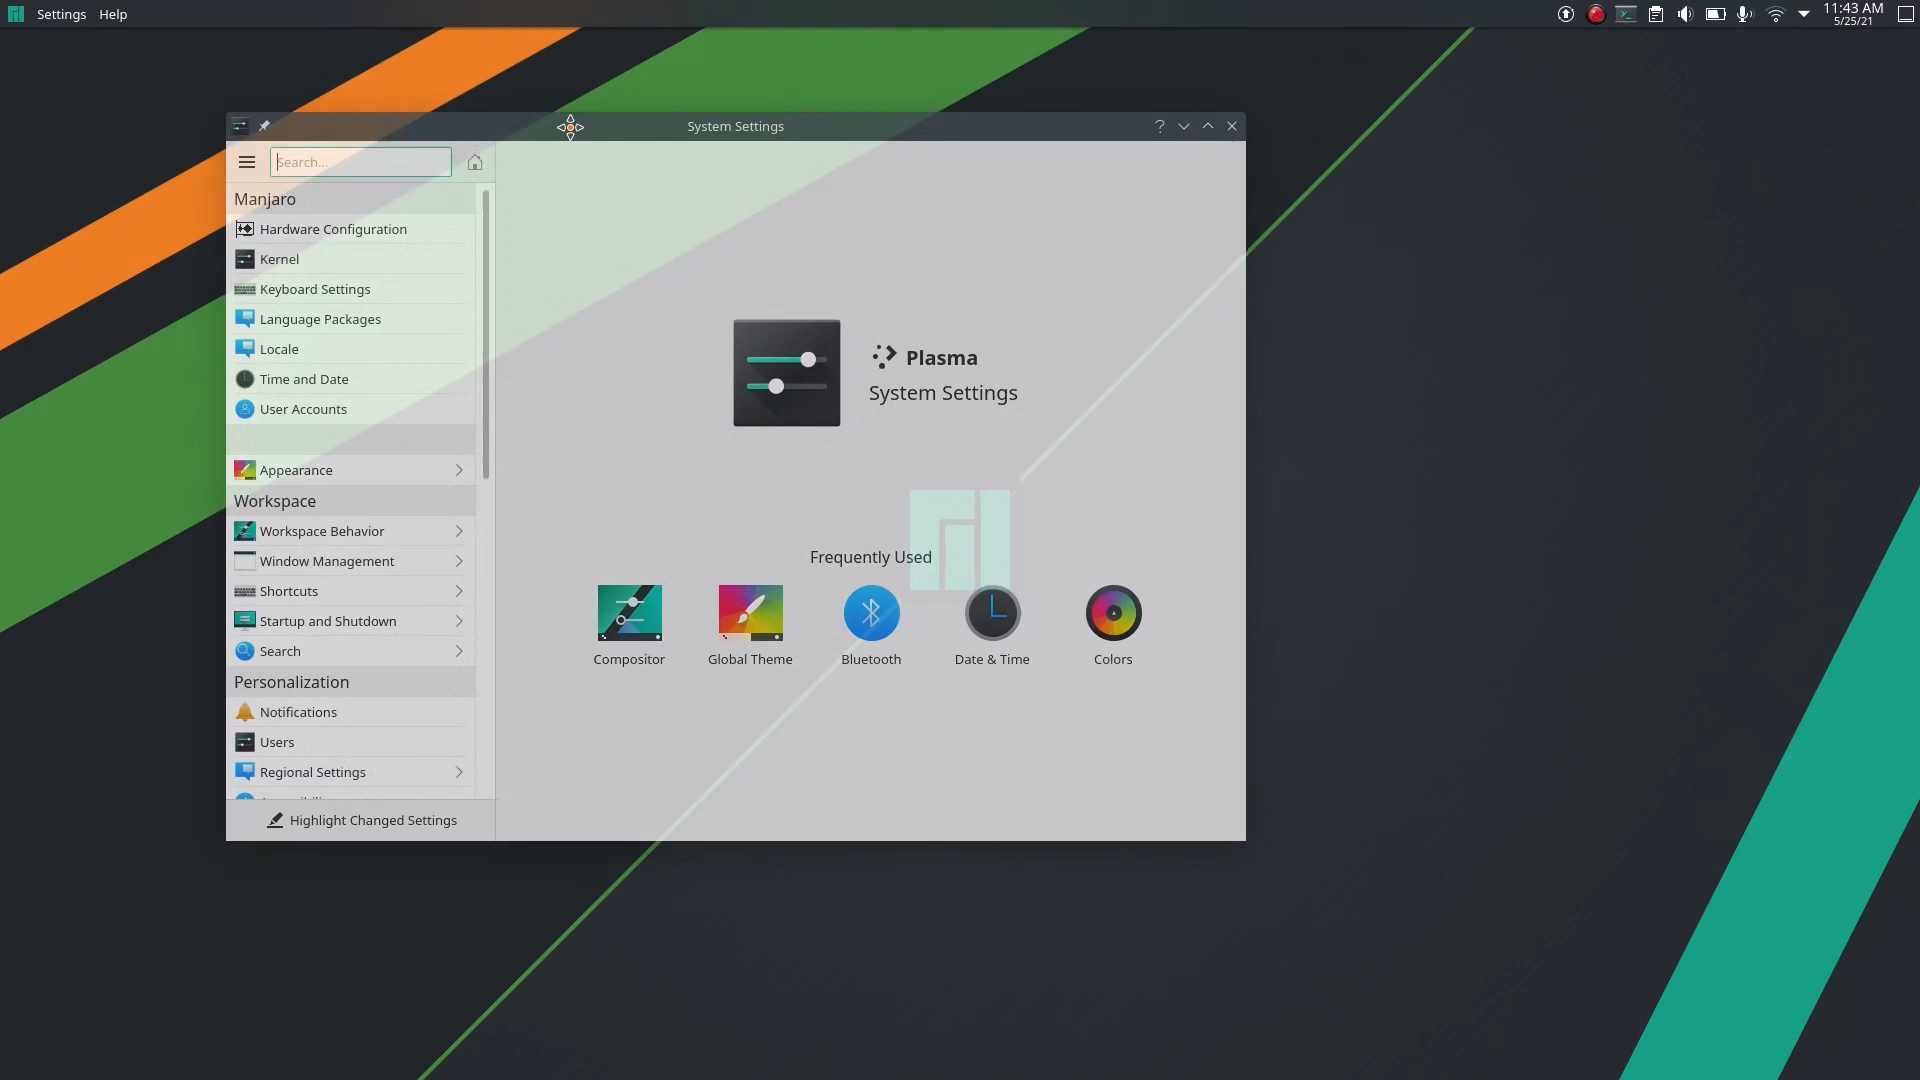 Settings Help
11:43 AM
5/25/21
System Settings
Search...
Manjaro
Hardware Configuration
Kernel
Keyboard Settings
Language Packages
Locale
Time and Date
User Accounts
Appearance
Workspace
Workspace Behavior
Window Management
Shortcuts
Startup and Shutdown
Search
Personalization
Notifications
Users
Regional Settings
Highlight Changed Settings
Plasma
System Settings
Frequently Used
Compositor
Global Theme
Bluetooth
Date & Time
Colors